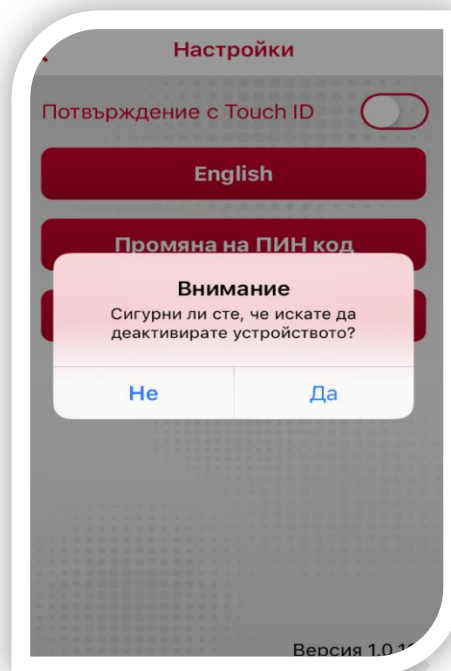 Настройки
Потвърждение с Touch ID
English
Промяна на ПИН код
Внимание
Сигурни ли сте, че искате да
деактивирате устройството?
Не
Да
Версия